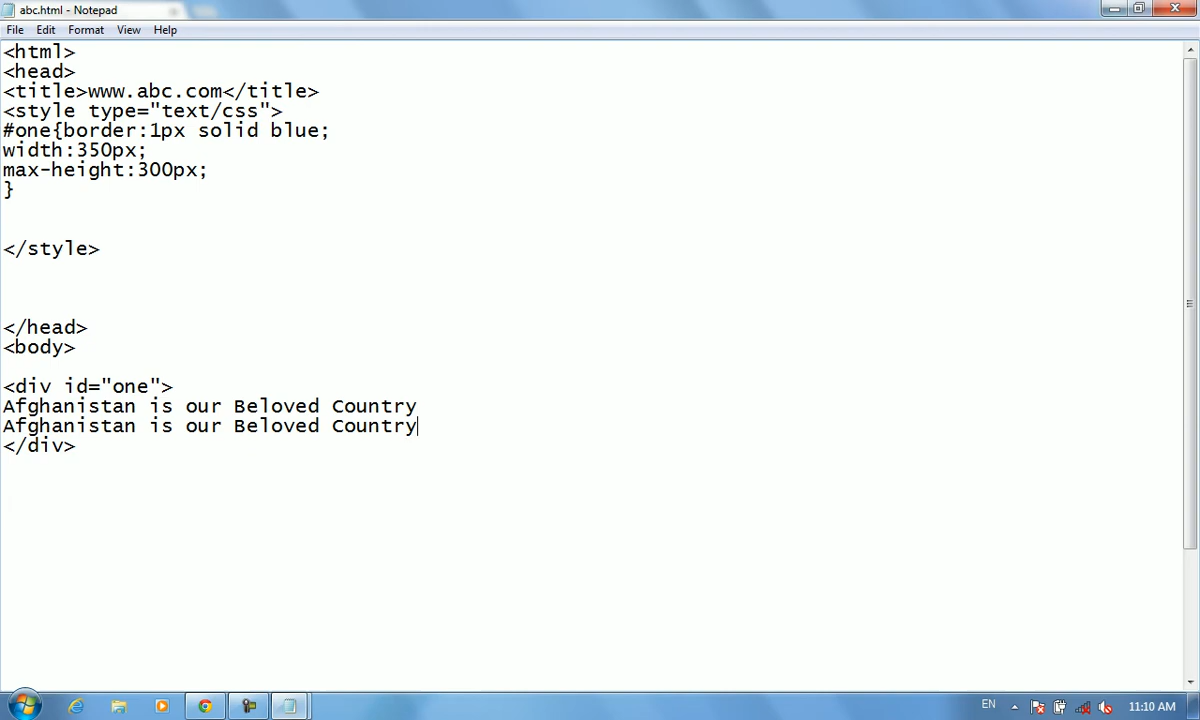 abc.html - Notepad
File Edit Format View Help
<html>
<head>
<title>www.abc.com</title>
<style type="text/css">
#one{border:1px solid blue;
width:350px;
max-height:300px;
}
</style>
</head>
<body>
<div id="one">
Afghanistan is our Beloved Country
Afghanistan is our Beloved Country
</div>
EN 11:10 AM